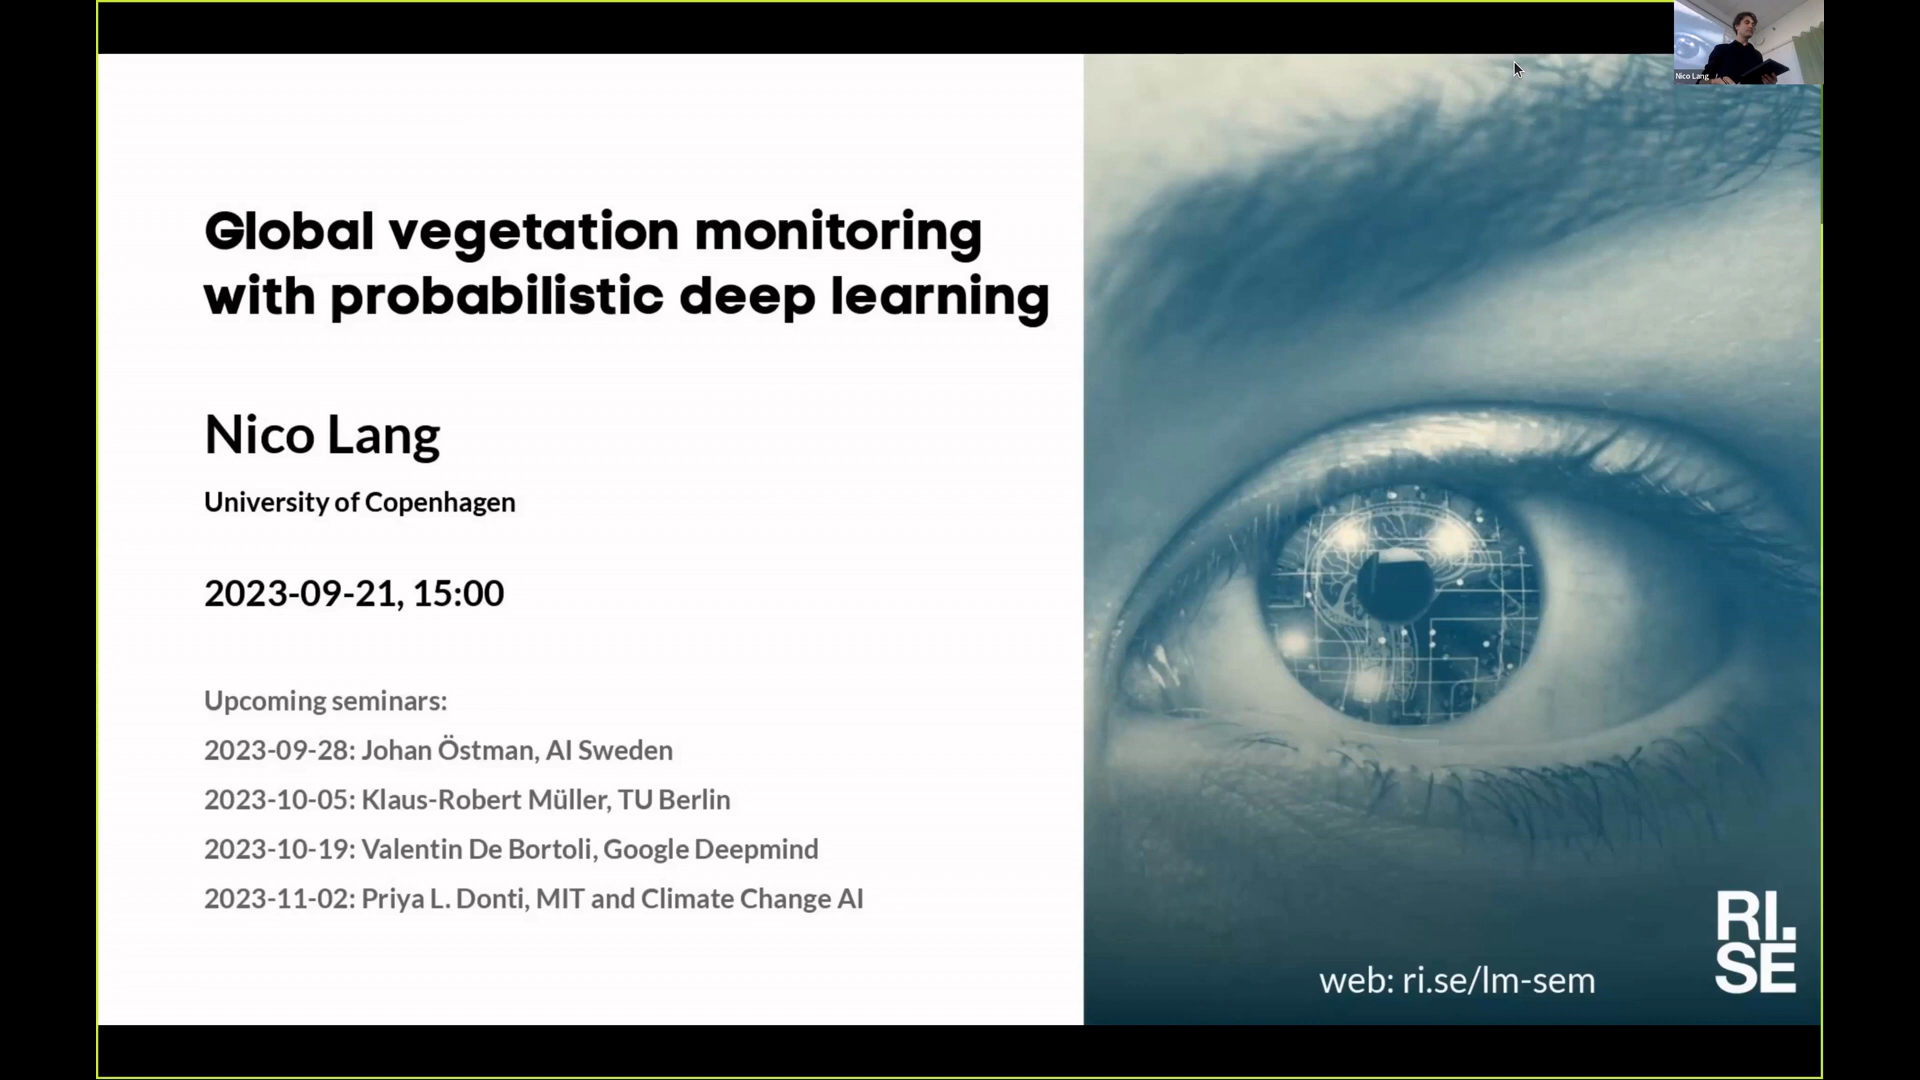 Global vegetation monitoring
with probabilistic deep learning
Nico Lang
University of Copenhagen
2023-09-21, 15:00
Upcoming seminars:
2023-09-28: Johan Östman, AI Sweden
2023-10-05: Klaus-Robert Müller, TU Berlin
2023-10-19: Valentin De Bortoli, Google Deepmind
2023-11-02: Priya L. Donti, MIT and Climate Change AI
Nico Lang
RI.
SE
web: ri.se/lm-sem